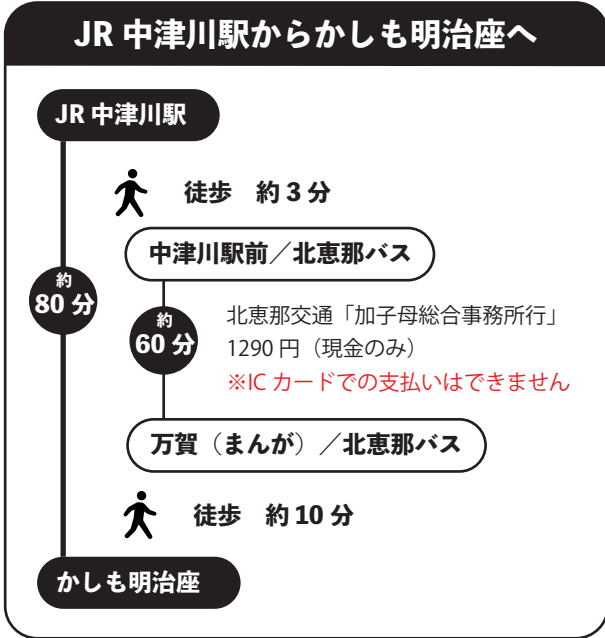 JR 中津川駅からかしも明治座へ
JR 中津川駅
徒歩 約 3 分
中津川駅前／北恵那バス
約
80 分
約
60 分
北恵那交通「加子母総合事務所行」
1290 円（現金のみ）
※IC カードでの支払いはできません
万賀（まんが）／北恵那バス
徒歩 約 10 分
かしも明治座